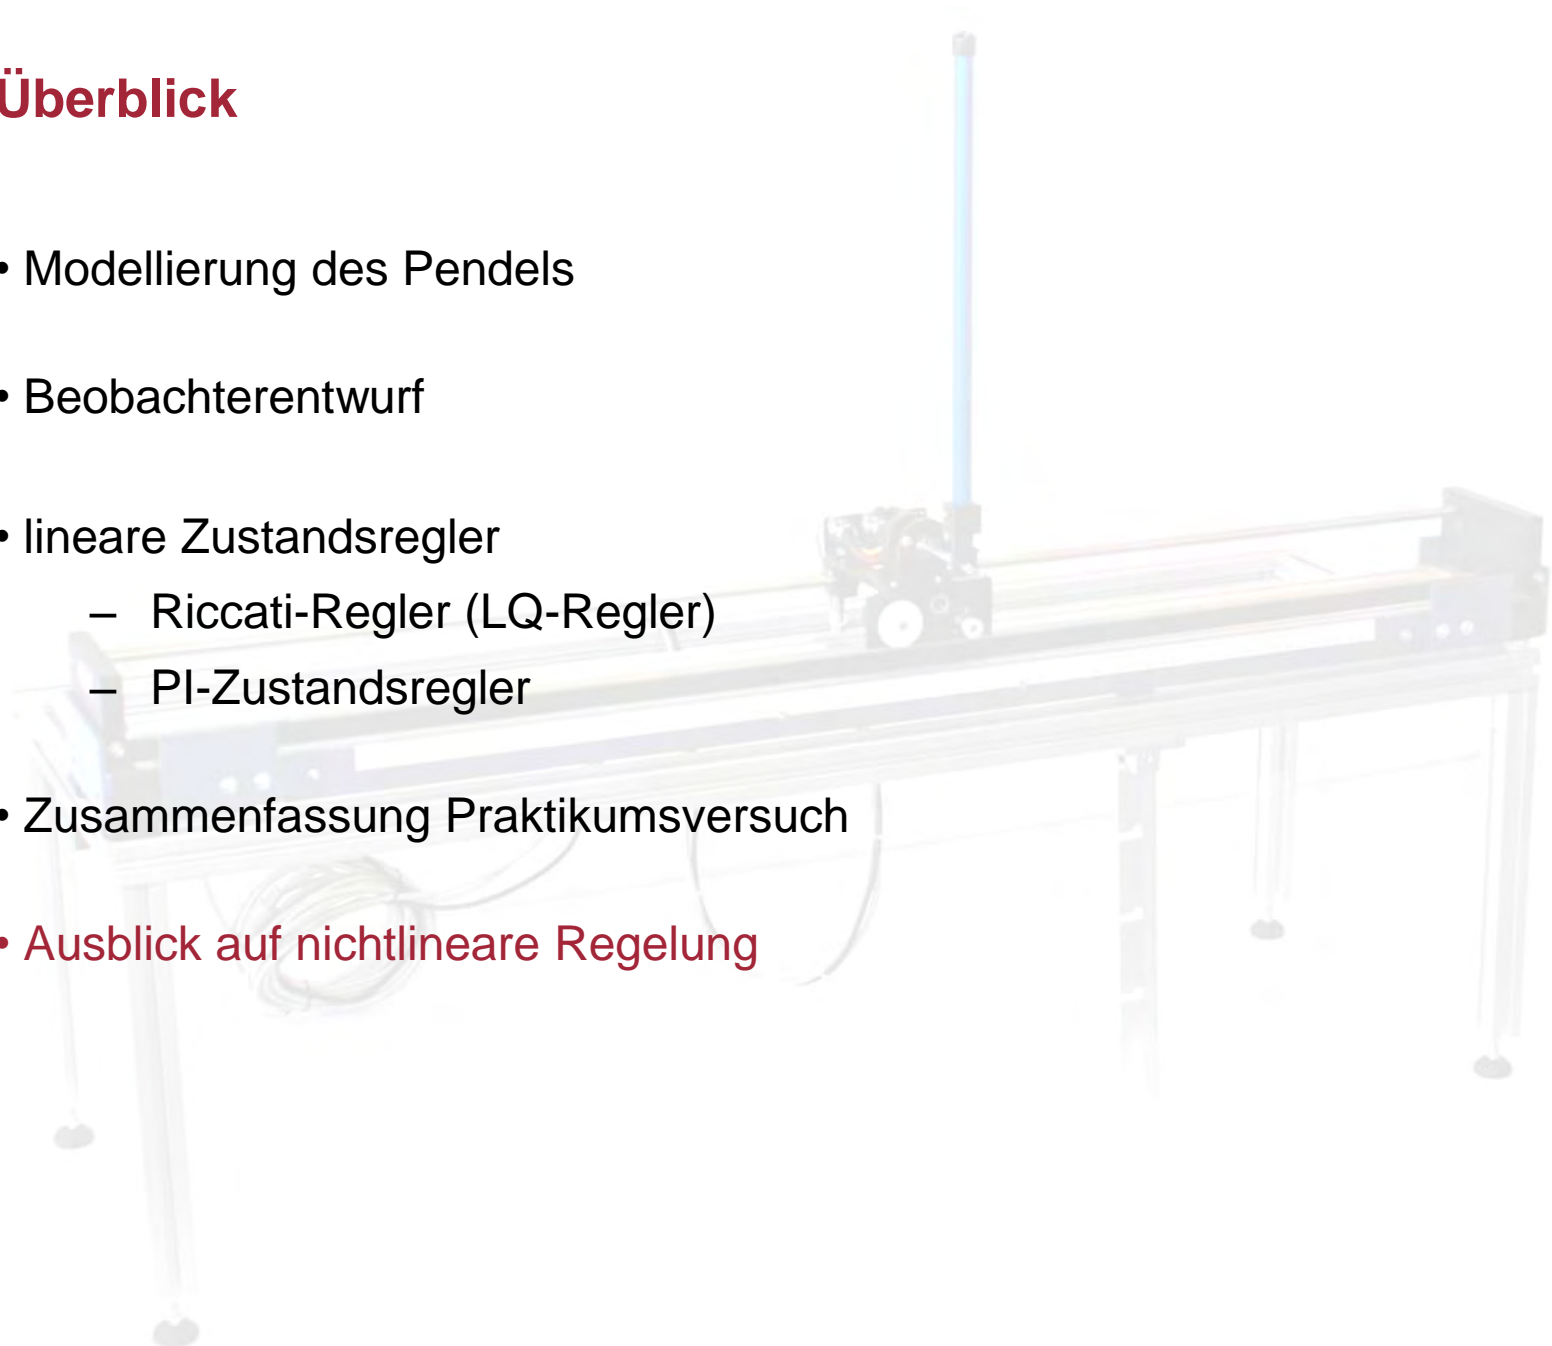 Überblick
• Modellierung des Pendels
• Beobachterentwurf
• lineare Zustandsregler
– Riccati-Regler (LQ-Regler)
– PI-Zustandsregler
• Zusammenfassung Praktikumsversuch
• Ausblick auf nichtlineare Regelung